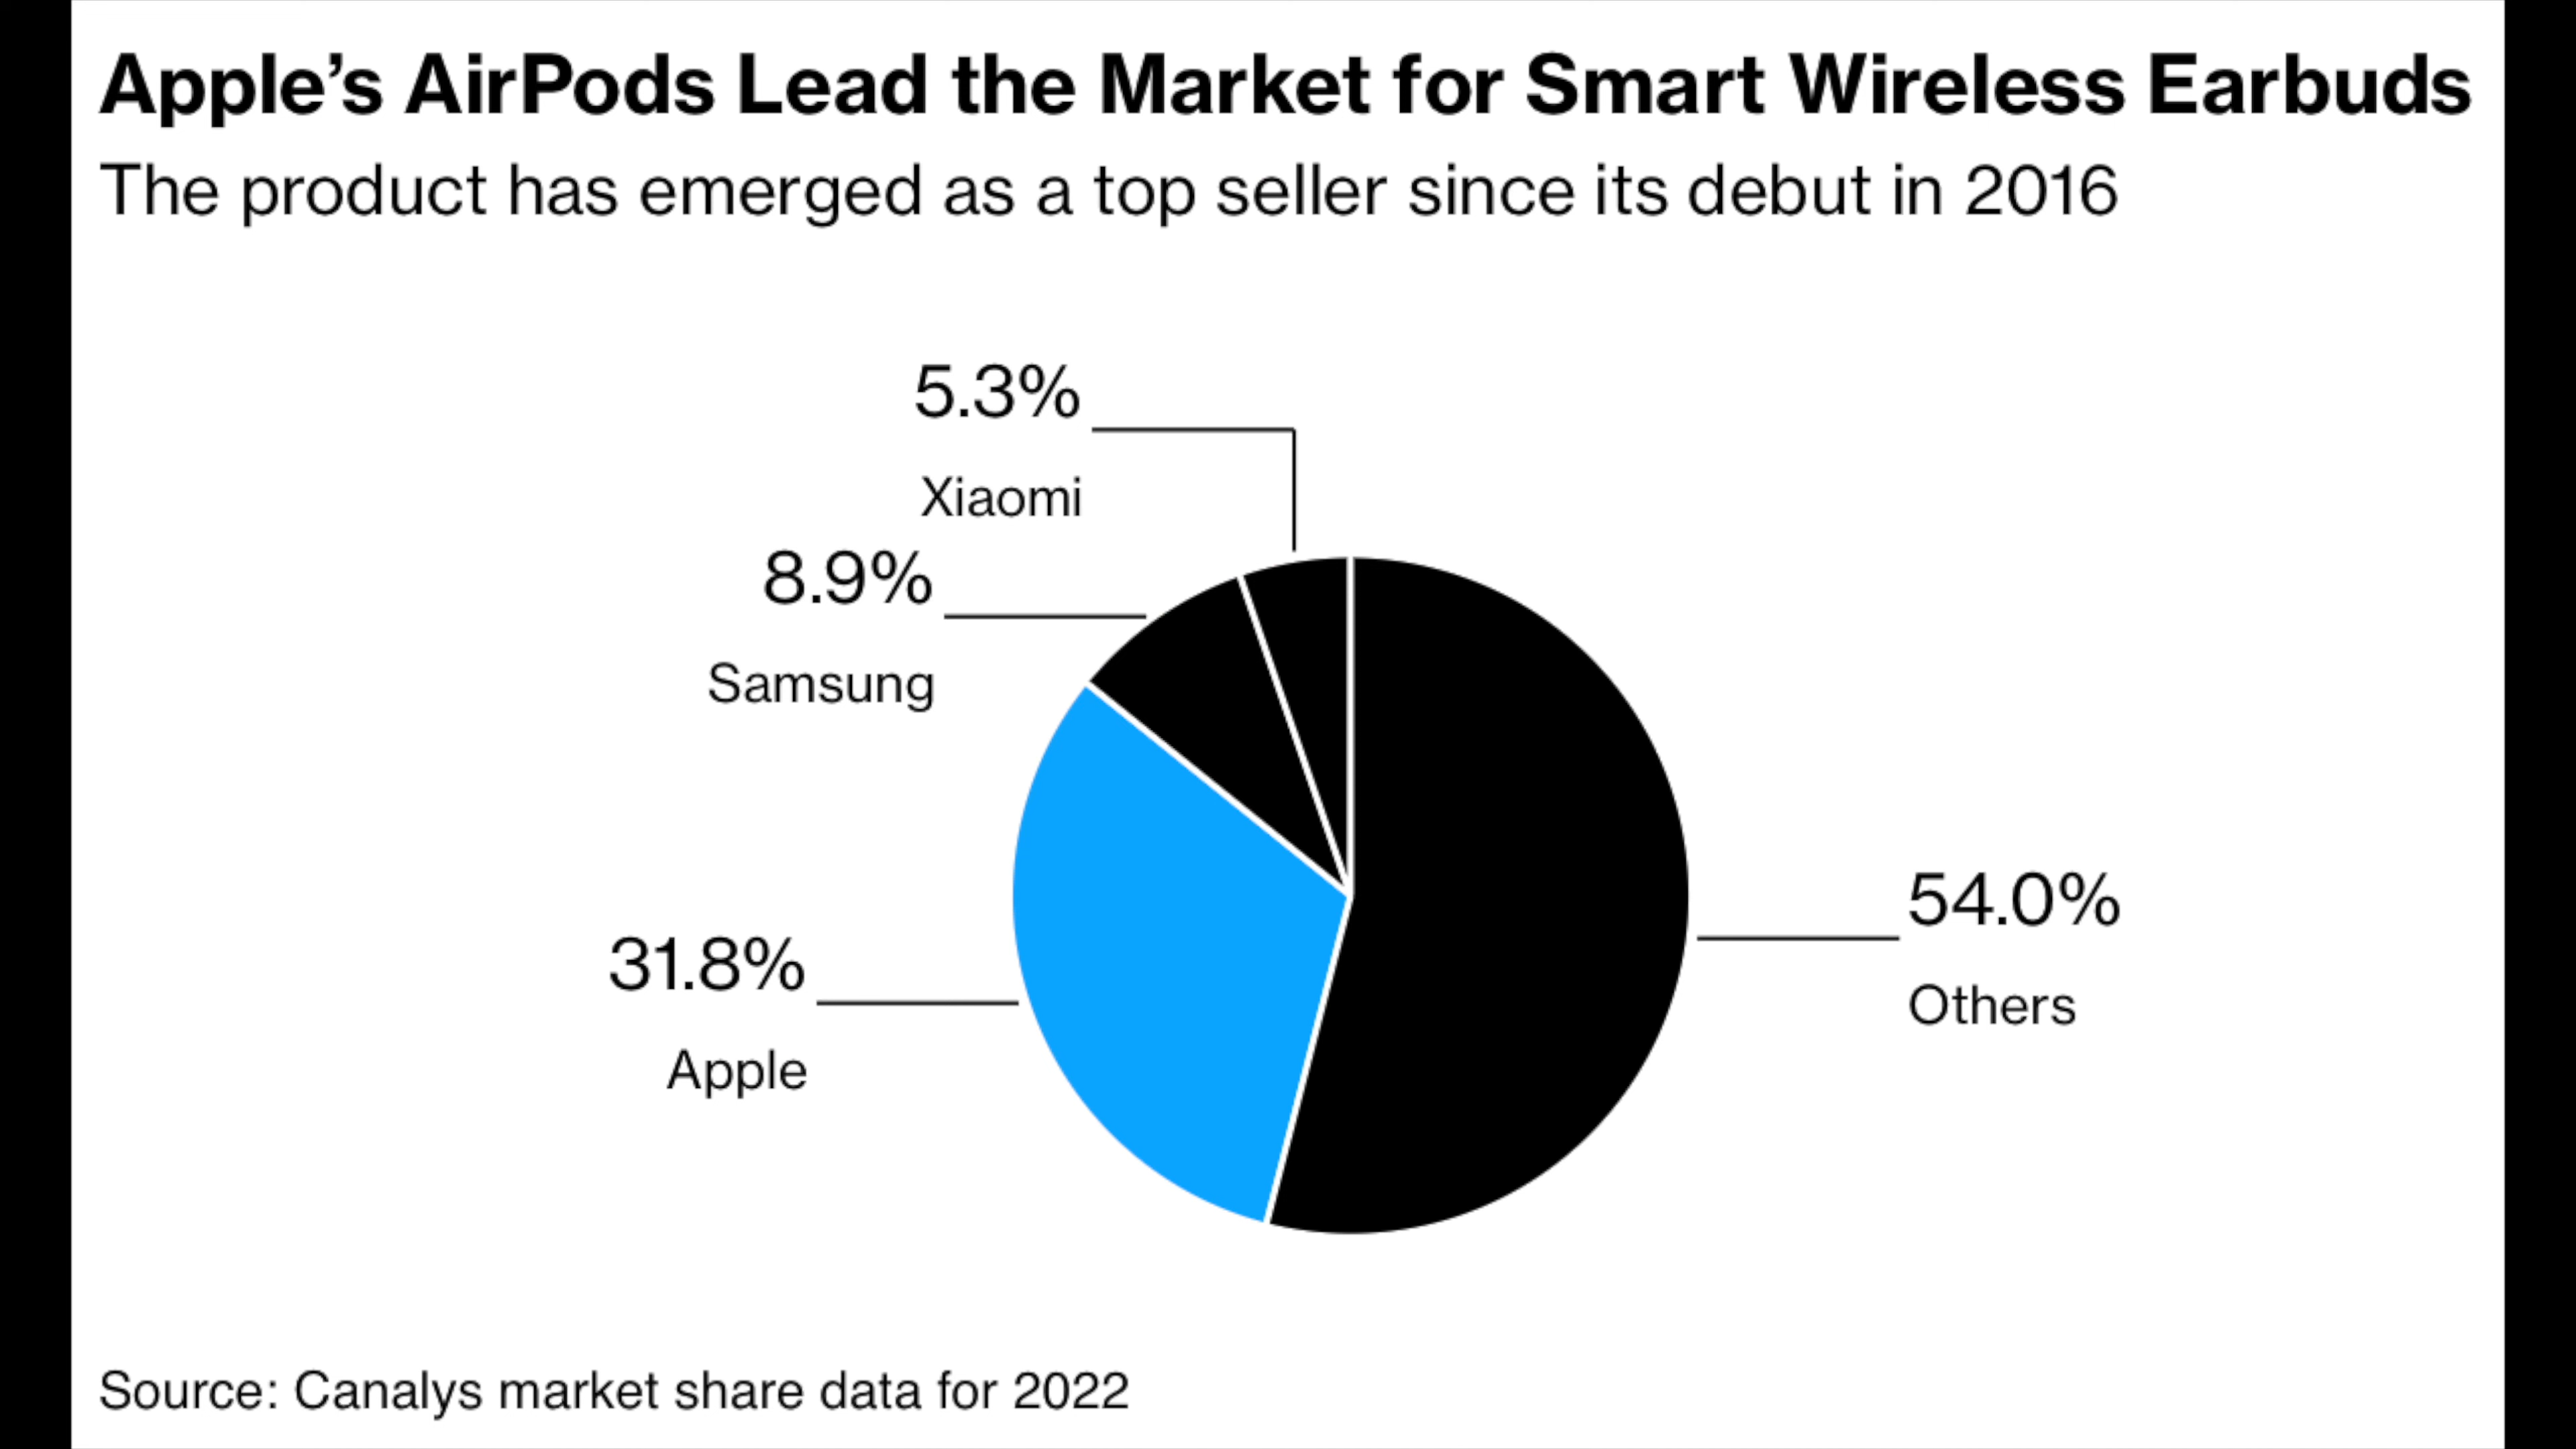 Apple’s AirPods Lead the Market for Smart Wireless Earbuds
The product has emerged as a top seller since its debut in 2016
5.3%
Xiaomi
8.9%
Samsung
31.8%
Apple
54.0%
Others
Source: Canalys market share data for 2022